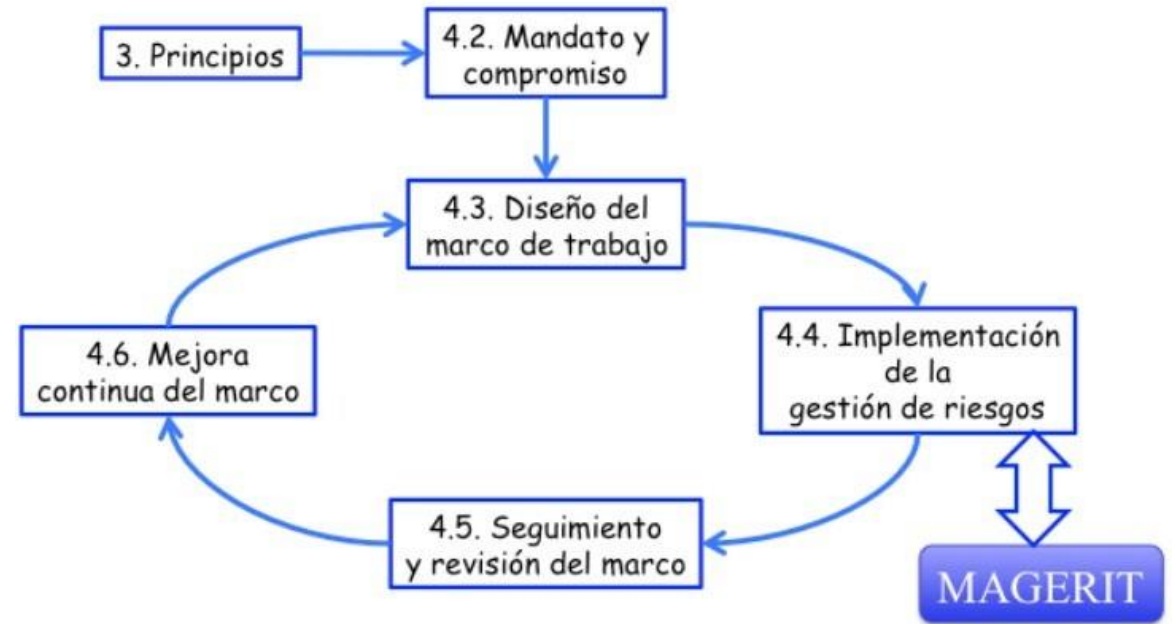 3. Principios
4.2. Mandato y
compromiso
4.3. Diseño del
marco de trabajo
4.4. Implementación
de la
gestión de riesgos
4.6. Mejora
continua del marco
4.5. Seguimiento
y revisión del marco
MAGERIT